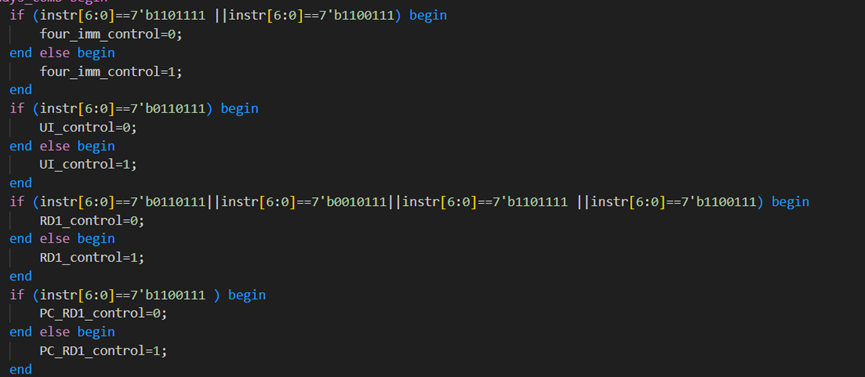 if (instr[6:0]==7'b1101111 ||instr[6:0]==7'b1100111) begin
four_imm_control=0;
end else begin
four_imm_control=1;
end
if (instr[6:0]==7'b0110111) begin
UI_control=0;
end else begin
UI_control=1;
end
if (instr[6:0]==7'b0110111||instr[6:0]==7'b0010111||instr[6:0]==7'b1101111 ||instr[6:0]==7'b1100111) begin
RD1_control=0;
end else begin
RD1_control=1;
end
if (instr[6:0]==7'b1100111 ) begin
PC_RD1_control=0;
end else begin
PC_RD1_control=1;
end